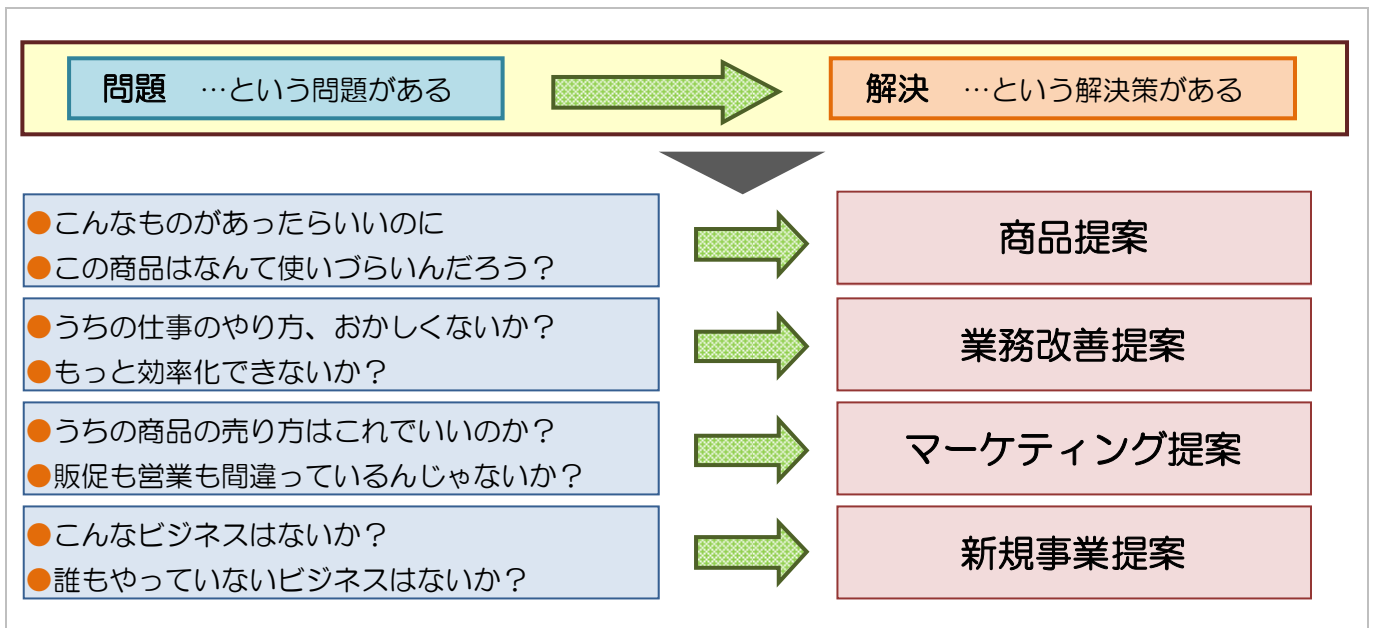 問題 …という問題がある
解決 …という解決策がある
●こんなものがあったらいいのに
●この商品はなんて使いづらいんだろう？
商品提案
●うちの仕事のやり方、おかしくないか？
●もっと効率化できないか？
業務改善提案
●うちの商品の売り方はこれでいいのか？
●販促も営業も間違っているんじゃないか？
マーケティング提案
●こんなビジネスはないか？
●誰もやっていないビジネスはないか？
新規事業提案